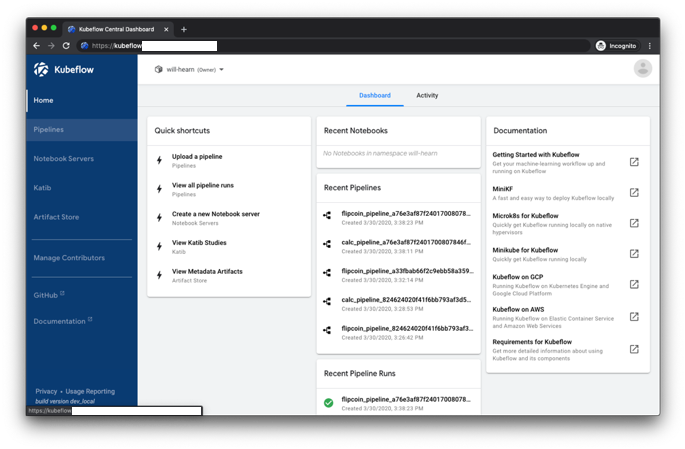 Kubeflow Central Dashboard
https://kubeflow
Incognito
Kubeflow
will-hearn (Owner)
Home
Dashboard
Activity
Pipelines
Notebook Servers
Katib
Artifact Store
Manage Contributors
GitHub
Documentation
Privacy • Usage Reporting
build version dev_local
https://kubeflow
Quick shortcuts
Upload a pipeline
Pipelines
View all pipeline runs
Pipelines
Create a new Notebook server
Notebook Servers
View Katib Studies
Katib
View Metadata Artifacts
Artifact Store
Recent Notebooks
No Notebooks in namespace will-hearn
Recent Pipelines
flipcoin_pipeline_a76e3af87f24017008078...
Created 3/30/2020, 3:38:23 PM
calc_pipeline_a76e3af87f2401700807846f...
Created 3/30/2020, 3:38:11 PM
flipcoin_pipeline_a33fbab66f2c9ebb58a359...
Created 3/30/2020, 3:32:14 PM
calc_pipeline_824624020f41f6bb793af3d5...
Created 3/30/2020, 3:28:53 PM
flipcoin_pipeline_824624020f41f6bb793af3...
Created 3/30/2020, 3:26:42 PM
Recent Pipeline Runs
flipcoin_pipeline_a76e3af87f24017008078...
Created 3/30/2020, 3:38:23 PM
Documentation
Getting Started with Kubeflow
Get your machine-learning workflow up and
running on Kubeflow
MiniKF
A fast and easy way to deploy Kubeflow locally
Microk8s for Kubeflow
Quickly get Kubeflow running locally on native
hypervisors
Minikube for Kubeflow
Quickly get Kubeflow running locally
Kubeflow on GCP
Running Kubeflow on Kubernetes Engine and
Google Cloud Platform
Kubeflow on AWS
Running Kubeflow on Elastic Container Service
and Amazon Web Services
Requirements for Kubeflow
Get more detailed information about using
Kubeflow and its components